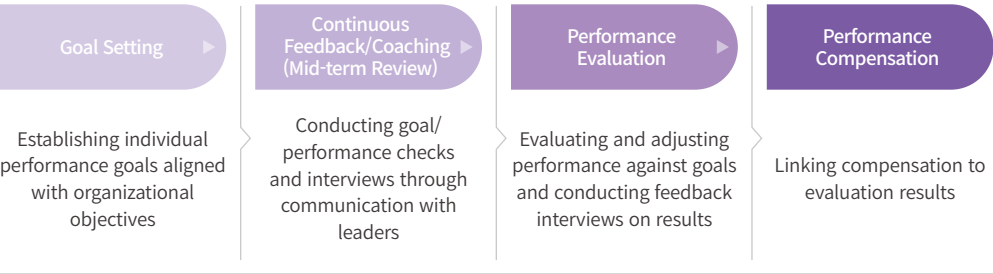 Goal Setting
Continuous
Feedback/Coaching
(Mid-term Review)
Performance
Evaluation
Performance
Compensation
Establishing individual
performance goals aligned
with organizational
objectives
Conducting goal/
performance checks
and interviews through
communication with
leaders
Evaluating and adjusting
performance against goals
and conducting feedback
interviews on results
Linking compensation to
evaluation results